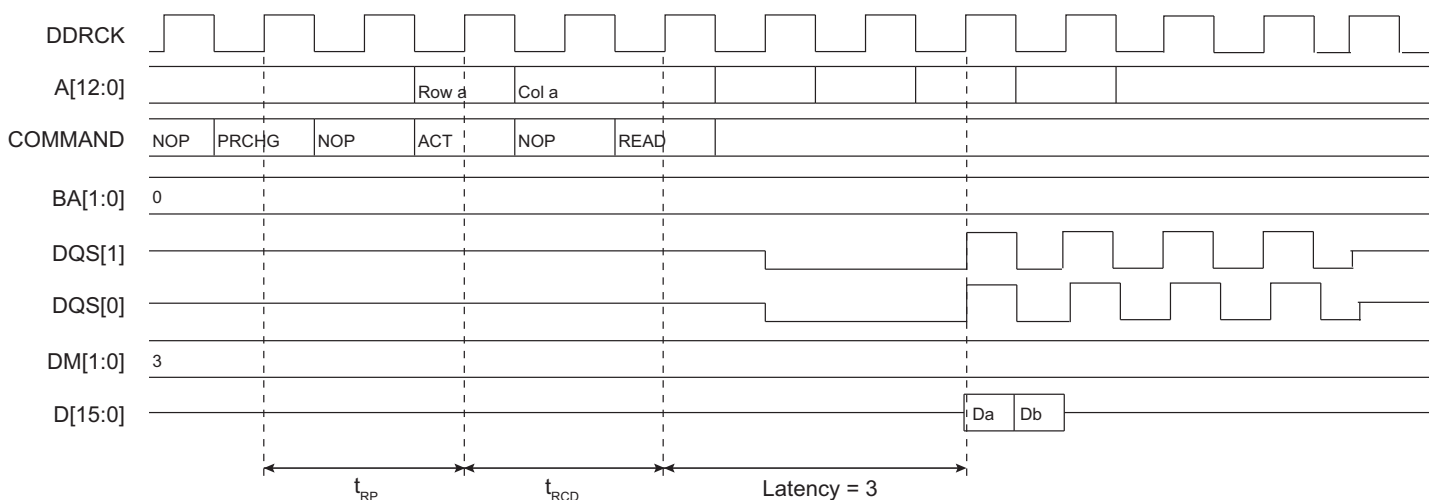 DDRCK
A[12:0] Row a Col a
COMMAND NOP PRCHG NOP ACT NOP READ
BA[1:0] 0
DQS[1]
DQS[0]
DM[1:0] 3
D[15:0] Da Db
tRP tRCD Latency = 3